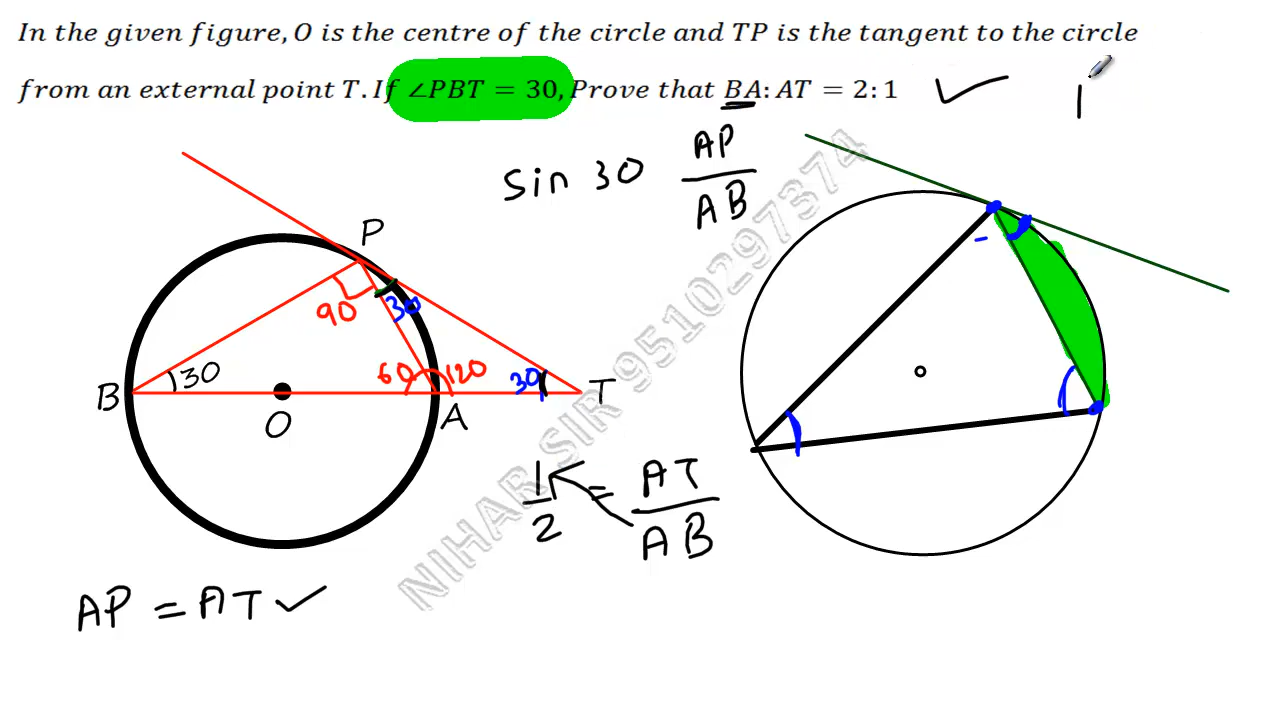 In the given figure, O is the centre of the circle and TP is the tangent to the circle
from an external point T. If ∠PBT = 30, Prove that BA: AT = 2: 1
sin 30 AP/AB
P
90
30
B
30
60
120
30
T
O
A
1/2 = AT/AB
AP = AT
NIHAR SIR 9510297374